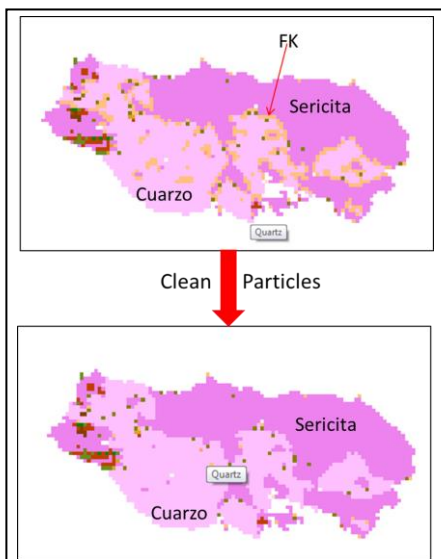 FK
Sericita
Cuarzo
Quartz
Clean Particles
Sericita
Quartz
Cuarzo